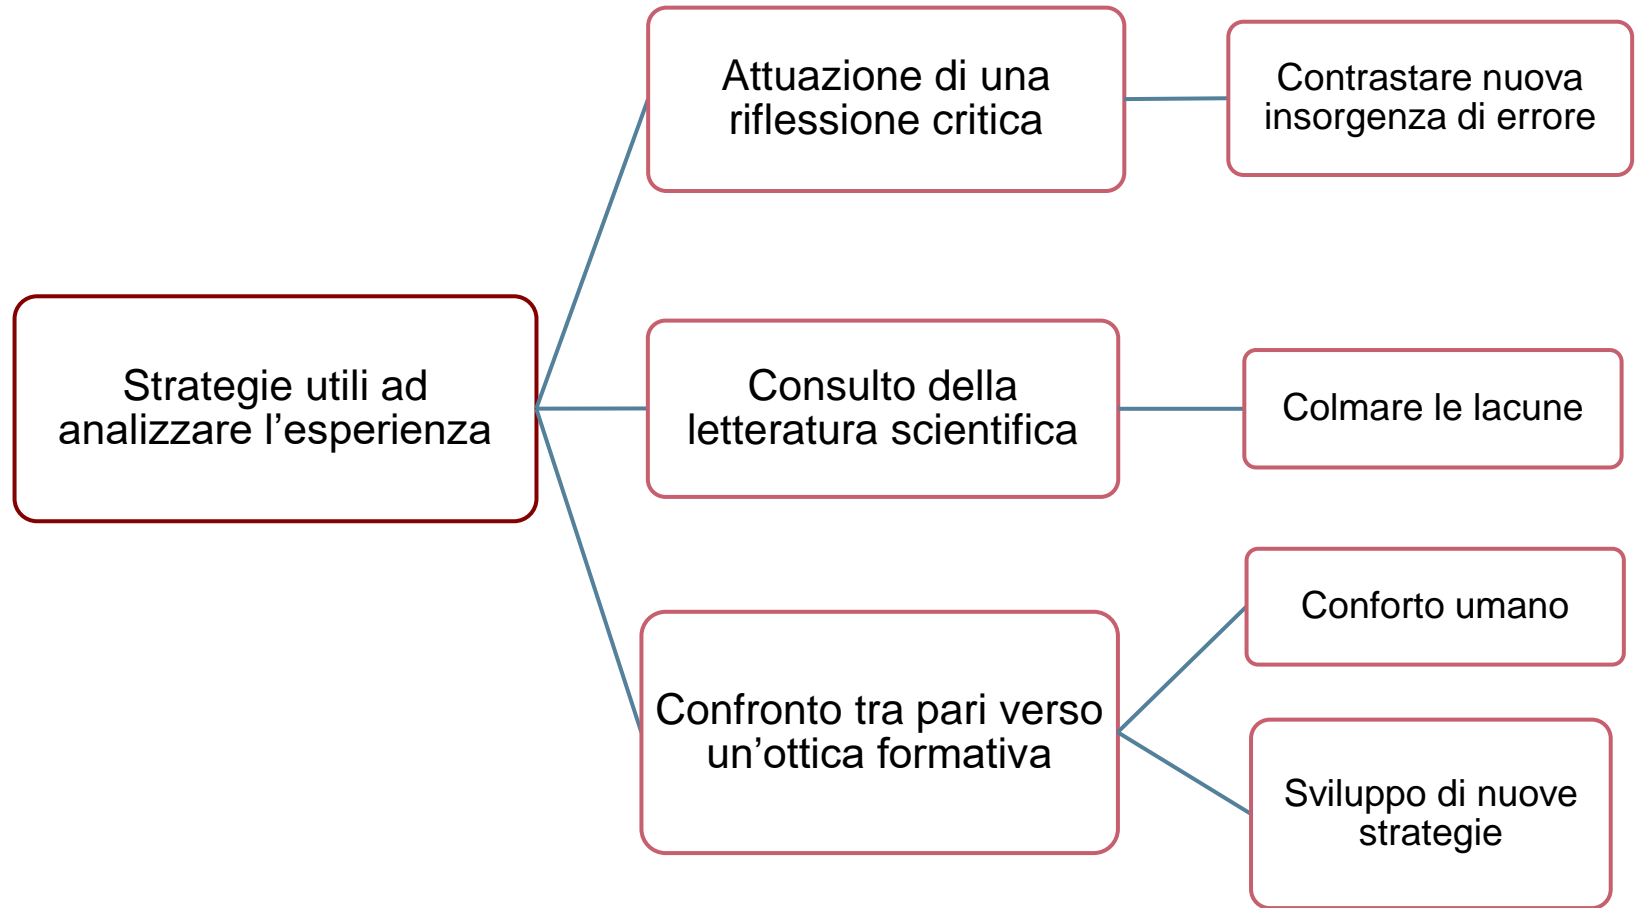 Attuazione di una
riflessione critica
Contrastare nuova
insorgenza di errore
Strategie utili ad
analizzare l’esperienza
Consulto della
letteratura scientifica
Colmare le lacune
Confronto tra pari verso
un’ottica formativa
Conforto umano
Sviluppo di nuove
strategie